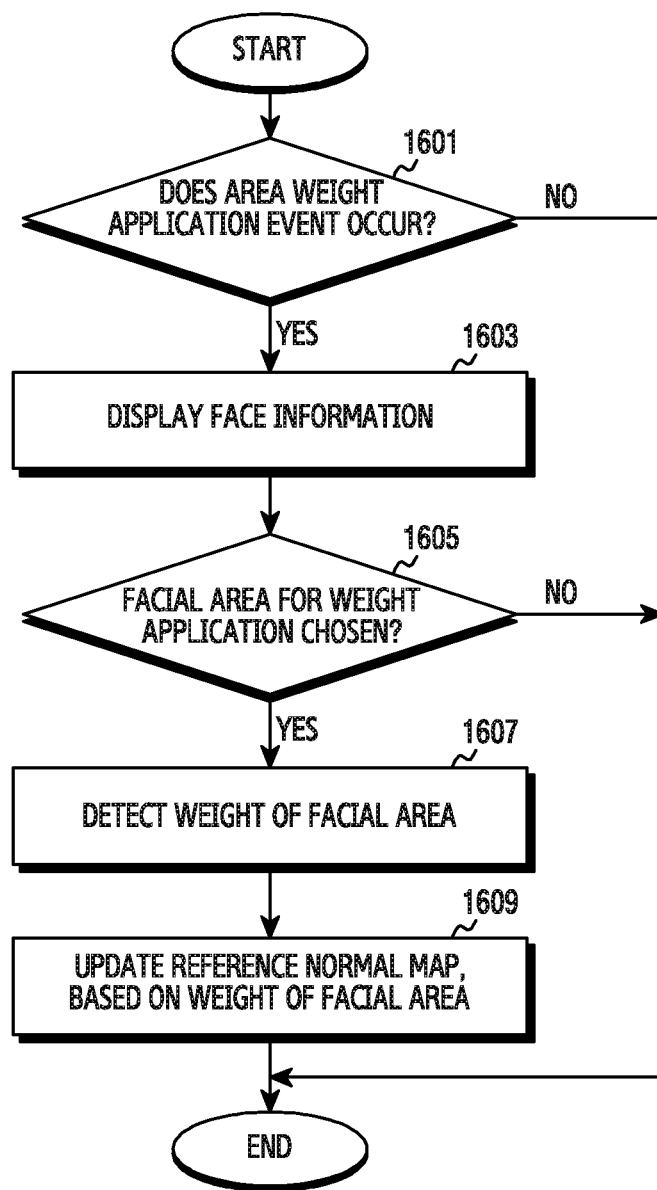 START
1601
DOES AREA WEIGHT
APPLICATION EVENT OCCUR?
NO
YES
1603
DISPLAY FACE INFORMATION
1605
FACIAL AREA FOR WEIGHT
APPLICATION CHOSEN?
NO
YES
1607
DETECT WEIGHT OF FACIAL AREA
1609
UPDATE REFERENCE NORMAL MAP,
BASED ON WEIGHT OF FACIAL AREA
END